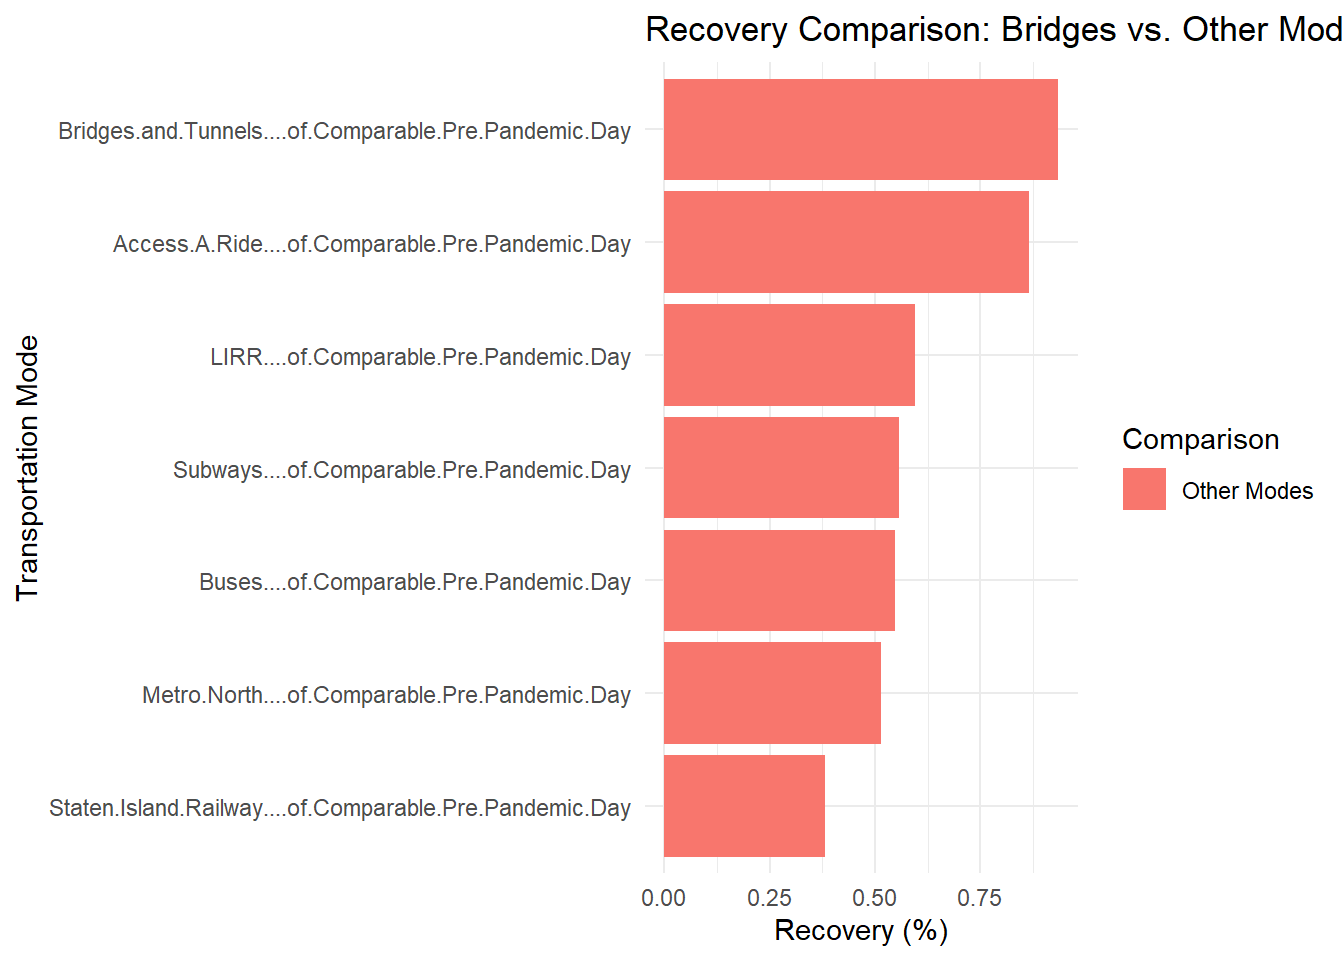 Recovery Comparison: Bridges vs. Other Mod
Bridges.and.Tunnels....of.Comparable.Pre.Pandemic.Day
Access.A.Ride....of.Comparable.Pre.Pandemic.Day
LIRR....of.Comparable.Pre.Pandemic.Day
Subways....of.Comparable.Pre.Pandemic.Day
Buses....of.Comparable.Pre.Pandemic.Day
Metro.North....of.Comparable.Pre.Pandemic.Day
Staten.Island.Railway....of.Comparable.Pre.Pandemic.Day
Transportation Mode
0.00 0.25 0.50 0.75
Recovery (%)
Comparison
Other Modes